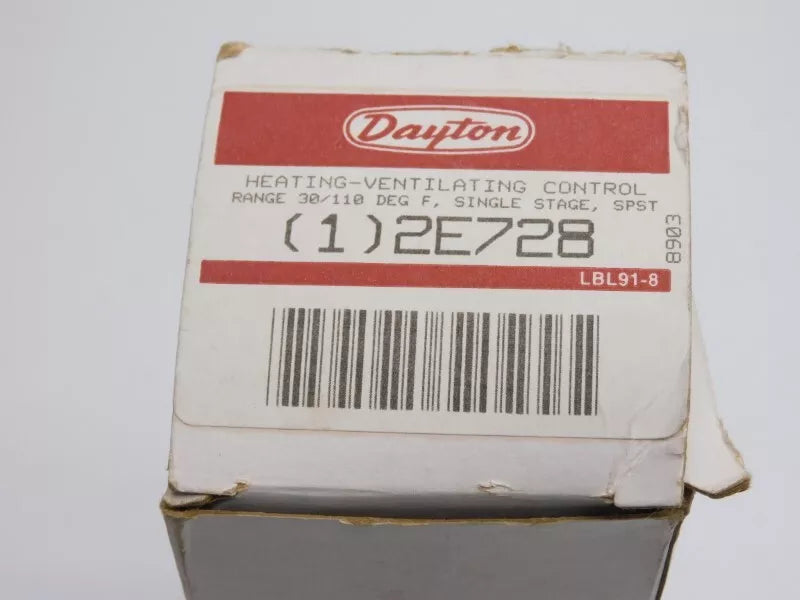 Dayton
HEATING-VENTILATING CONTROL
RANGE 30/110 DEG F, SINGLE STAGE, SPST
(1)2E728
8903
LBL91-8